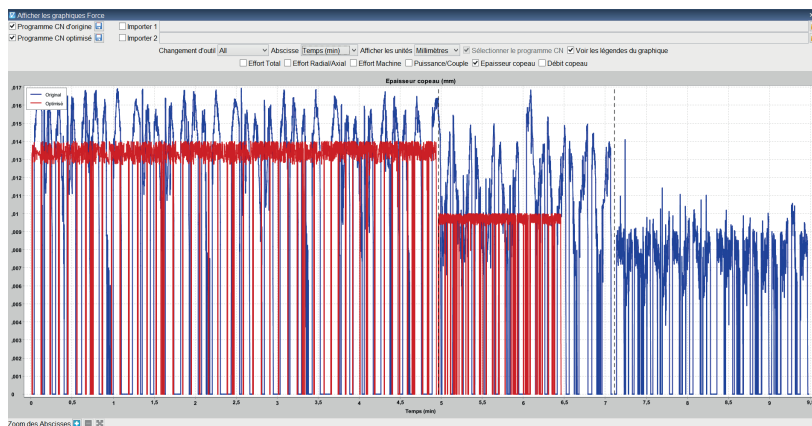 Afficher les graphiques Force
Programme CN d'origine Importer 1
Programme CN optimisé Importer 2
Changement d'outil All Abscisse Temps (min) Afficher les unités Millimètres Sélectionner le programme CN Voir les légendes du graphique
Effort Total Effort Radial/Axial Effort Machine Puissance/Couple Epaisseur copeau Débit copeau
Epaisseur copeau (mm)
Original
Optimisé
,017
,016
,015
,014
,013
,012
,011
,01
,009
,008
,007
,006
,005
,004
,003
,002
,001
0
0 0,5 1 1,5 2 2,5 3 3,5 4 4,5 5 5,5 6 6,5 7 7,5 8 8,5 9
Temps (min)
Zoom des Abscisses